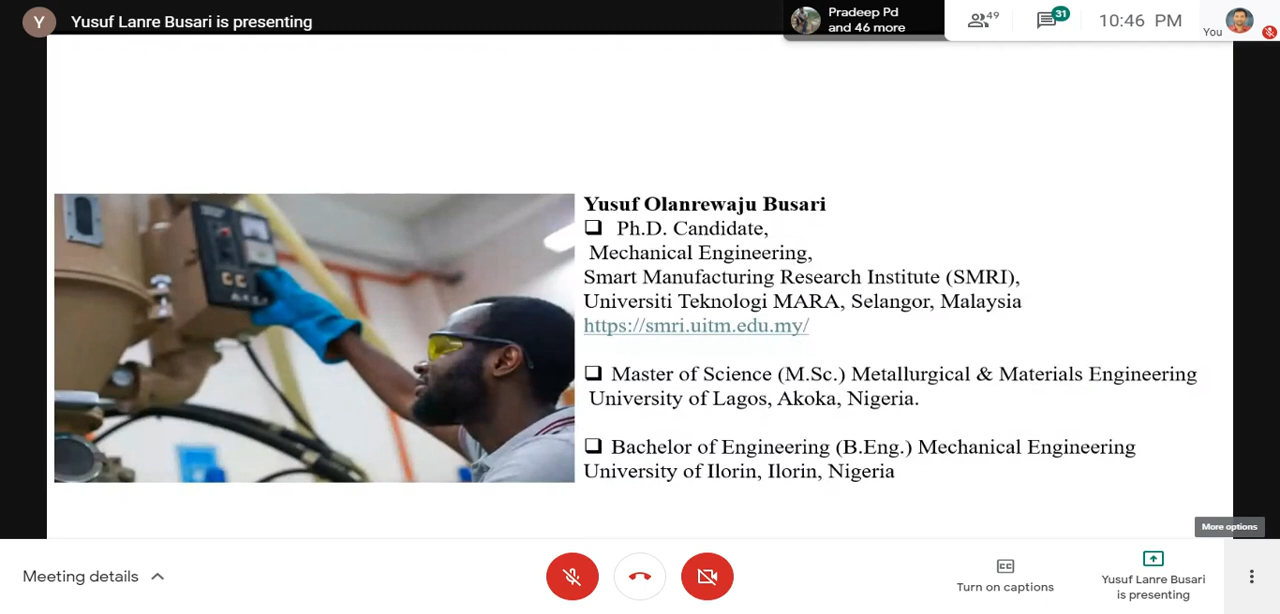 Y
Yusuf Lanre Busari is presenting
Pradeep Pd
and 46 more
49
31
10:46 PM
You
Yusuf Olanrewaju Busari
Ph.D. Candidate,
Mechanical Engineering,
Smart Manufacturing Research Institute (SMRI),
Universiti Teknologi MARA, Selangor, Malaysia
https://smri.uitm.edu.my/
Master of Science (M.Sc.) Metallurgical & Materials Engineering
University of Lagos, Akoka, Nigeria.
Bachelor of Engineering (B.Eng.) Mechanical Engineering
University of Ilorin, Ilorin, Nigeria
More options
Meeting details
CC
Turn on captions
Yusuf Lanre Busari
is presenting